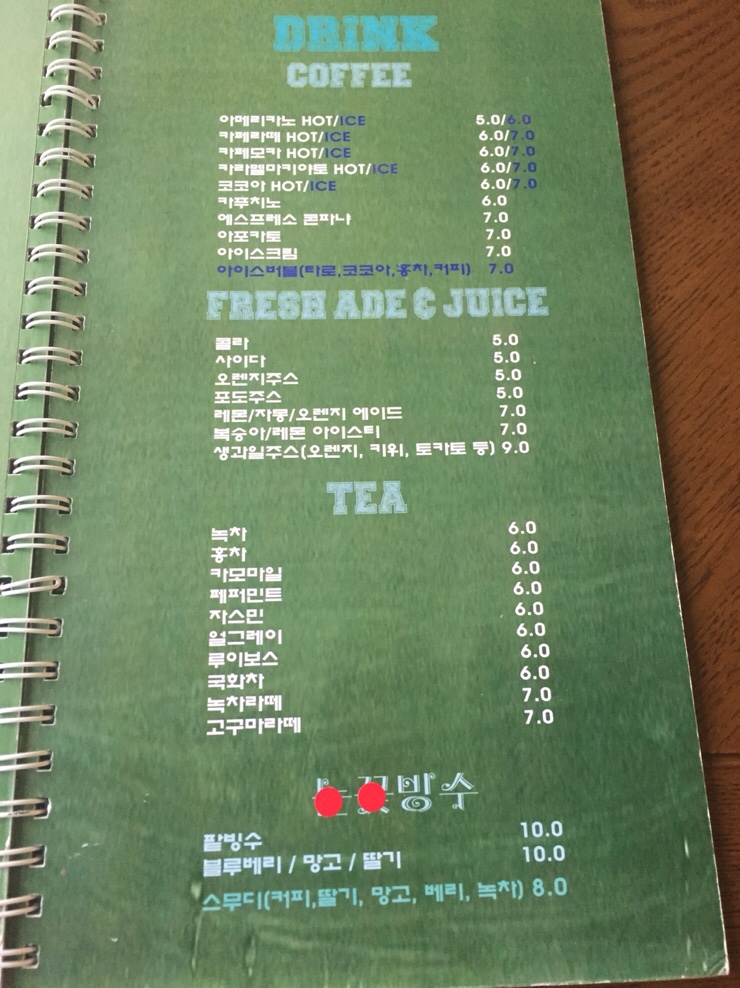 DRINK
COFFEE
아메리카노 HOT/ICE 5.0/6.0
카페라떼 HOT/ICE 6.0/7.0
카페모카 HOT/ICE 6.0/7.0
카라멜마키아토 HOT/ICE 6.0/7.0
코코아 HOT/ICE 6.0/7.0
카푸치노 6.0
에스프레소 콘파냐 7.0
아포카토 7.0
아이스크림 7.0
아이스버블(타로,코코아,홍차,커피) 7.0
FRESH ADE & JUICE
콜라 5.0
사이다 5.0
오렌지주스 5.0
포도주스 5.0
레몬/자몽/오렌지 에이드 7.0
복숭아/레몬 아이스티 7.0
생과일주스(오렌지, 키위, 토카토 등) 9.0
TEA
녹차 6.0
홍차 6.0
카모마일 6.0
페퍼민트 6.0
자스민 6.0
얼그레이 6.0
루이보스 6.0
국화차 6.0
녹차라떼 7.0
고구마라떼 7.0
방수
팥빙수 10.0
블루베리 / 망고 / 딸기 10.0
스무디(커피,딸기, 망고, 베리, 녹차) 8.0